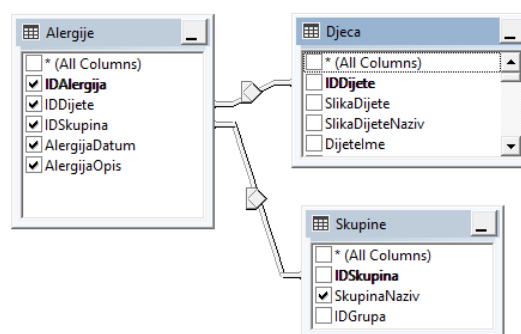 Alergije
* (All Columns)
IDAlergija
IDDijete
IDSkupina
AlergijaDatum
AlergijaOpis
Djeca
* (All Columns)
IDDijete
SlikaDijete
SlikaDijeteNaziv
DijeteIme
Skupine
* (All Columns)
IDSkupina
SkupinaNaziv
IDGrupa